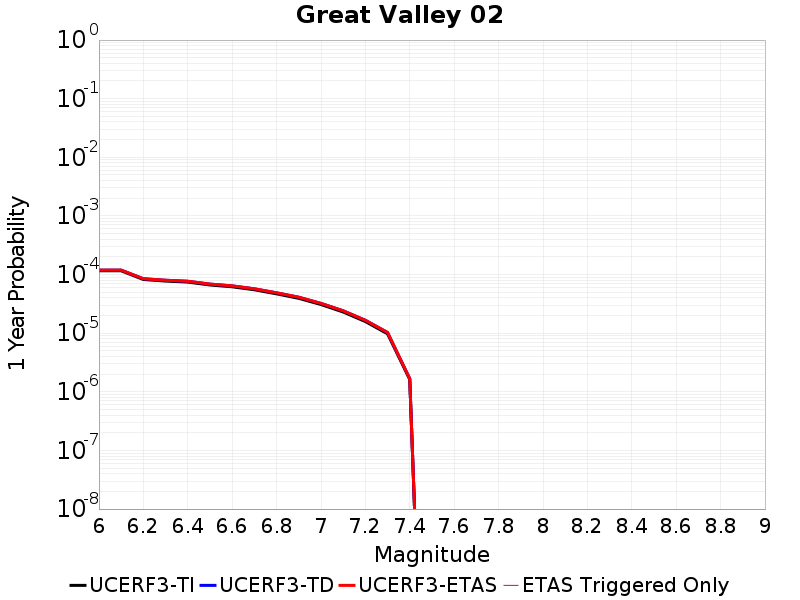 Great Valley 02
1 Year Probability
10^0
10^-1
10^-2
10^-3
10^-4
10^-5
10^-6
10^-7
10^-8
6 6.2 6.4 6.6 6.8 7 7.2 7.4 7.6 7.8 8 8.2 8.4 8.6 8.8 9
Magnitude
UCERF3-TI UCERF3-TD UCERF3-ETAS ETAS Triggered Only